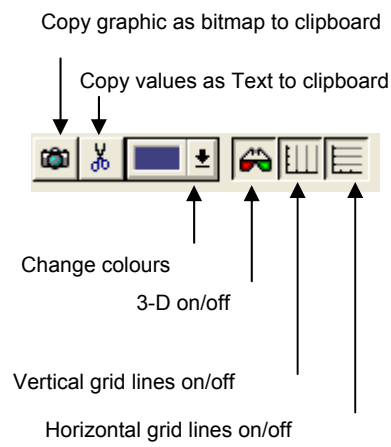 Copy graphic as bitmap to clipboard
Copy values as Text to clipboard
Change colours
3-D on/off
Vertical grid lines on/off
Horizontal grid lines on/off